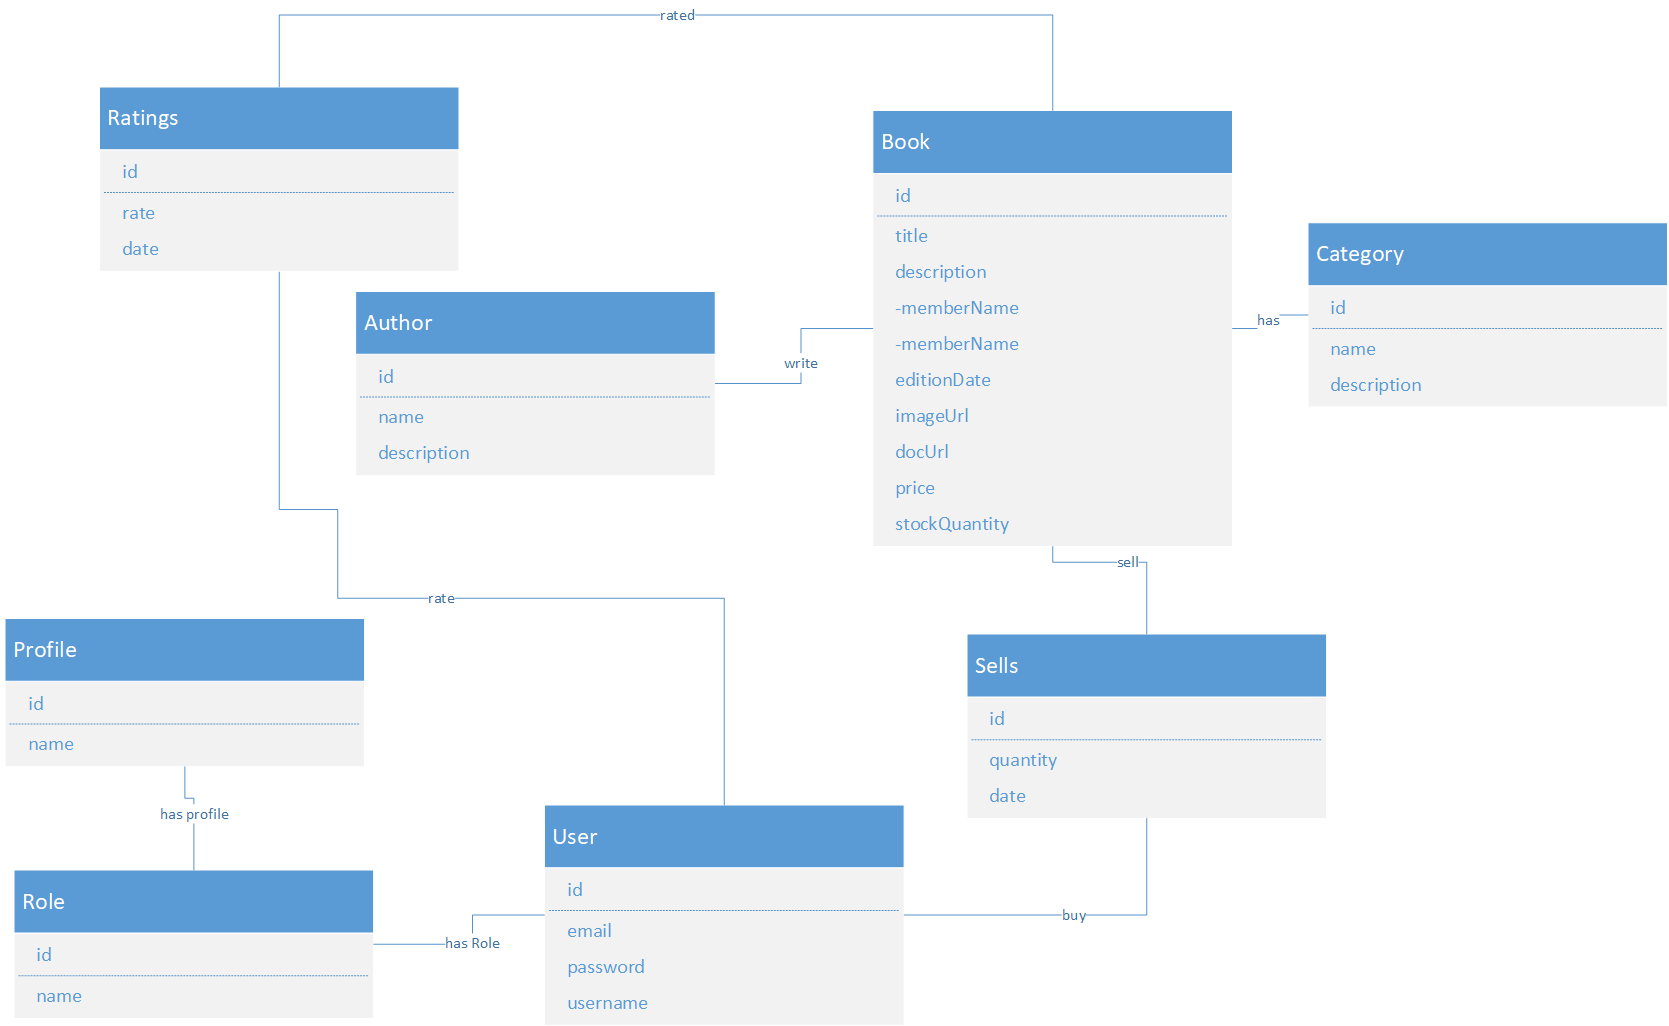 rated
Ratings
id
rate
date
Book
id
title
description
-memberName
-memberName
editionDate
imageUrl
docUrl
price
stockQuantity
Category
id
name
description
has
Author
id
name
description
write
sell
rate
Profile
id
name
has profile
Sells
id
quantity
date
buy
User
id
email
password
username
has Role
Role
id
name